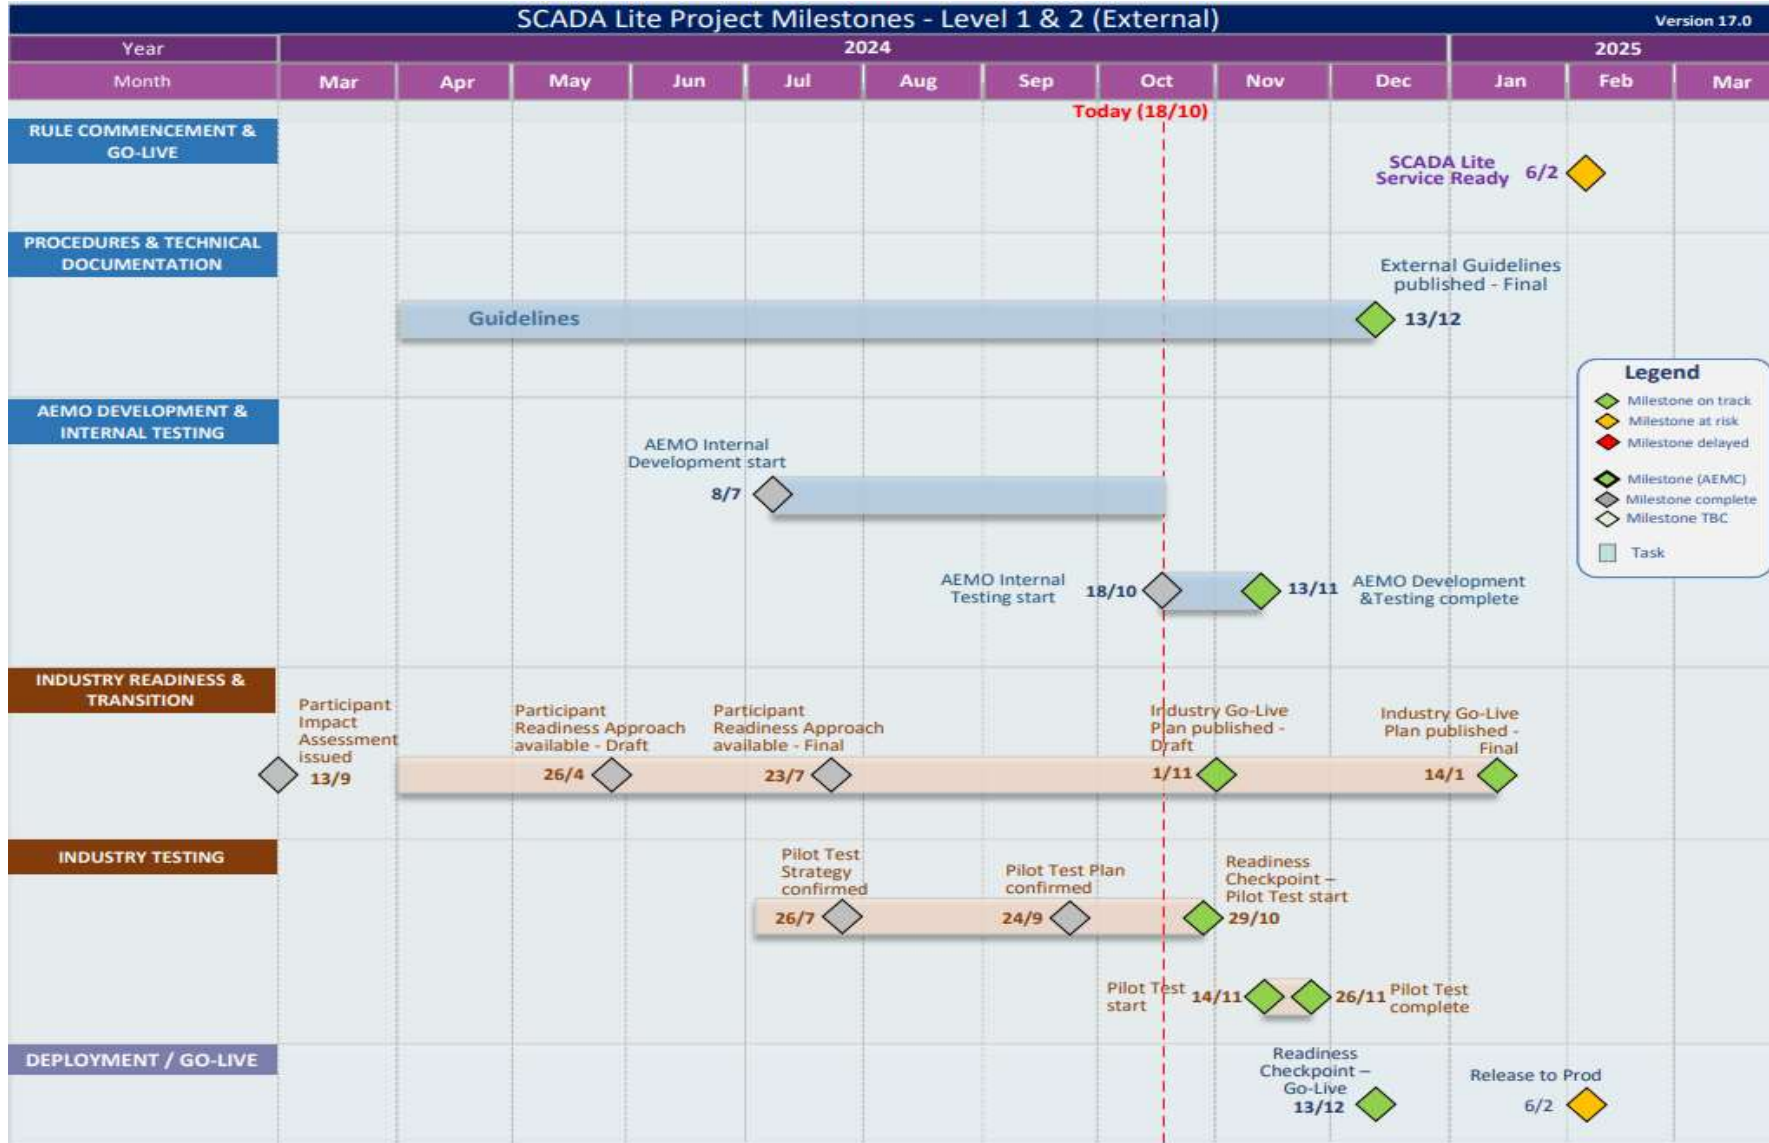 SCADA Lite Project Milestones - Level 1 & 2 (External)
Version 17.0
Year
2024
2025
Month
Mar
Apr
May
Jun
Jul
Aug
Sep
Oct
Nov
Dec
Jan
Feb
Mar
Today (18/10)
RULE COMMENCEMENT &
GO-LIVE
SCADA Lite
Service Ready
6/2
PROCEDURES & TECHNICAL
DOCUMENTATION
External Guidelines
published - Final
Guidelines
13/12
Legend
Milestone on track
Milestone at risk
Milestone delayed
Milestone (AEMC)
Milestone complete
Milestone TBC
Task
AEMO DEVELOPMENT &
INTERNAL TESTING
AEMO Internal
Development start
8/7
AEMO Internal
Testing start
18/10
13/11
AEMO Development
&Testing complete
INDUSTRY READINESS &
TRANSITION
Participant
Impact
Assessment
issued
13/9
Participant
Readiness Approach
available - Draft
26/4
Participant
Readiness Approach
available - Final
23/7
Industry Go-Live
Plan published -
Draft
1/11
Industry Go-Live
Plan published -
Final
14/1
INDUSTRY TESTING
Pilot Test
Strategy
confirmed
26/7
Pilot Test Plan
confirmed
24/9
Readiness
Checkpoint –
Pilot Test start
29/10
Pilot Test
start
14/11
26/11
Pilot Test
complete
DEPLOYMENT / GO-LIVE
Readiness
Checkpoint –
Go-Live
13/12
Release to Prod
6/2